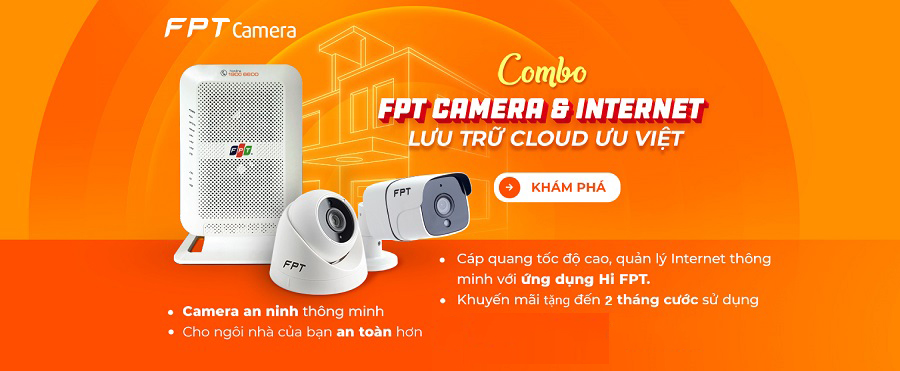 FPT Camera
1900 6600
FPT
FPT
FPT
Combo
FPT CAMERA & INTERNET
LƯU TRỮ CLOUD ƯU VIỆT
KHÁM PHÁ
• Cáp quang tốc độ cao, quản lý Internet thông
minh với ứng dụng Hi FPT.
• Khuyến mãi tặng đến 2 tháng cước sử dụng
• Camera an ninh thông minh
• Cho ngôi nhà của bạn an toàn hơn